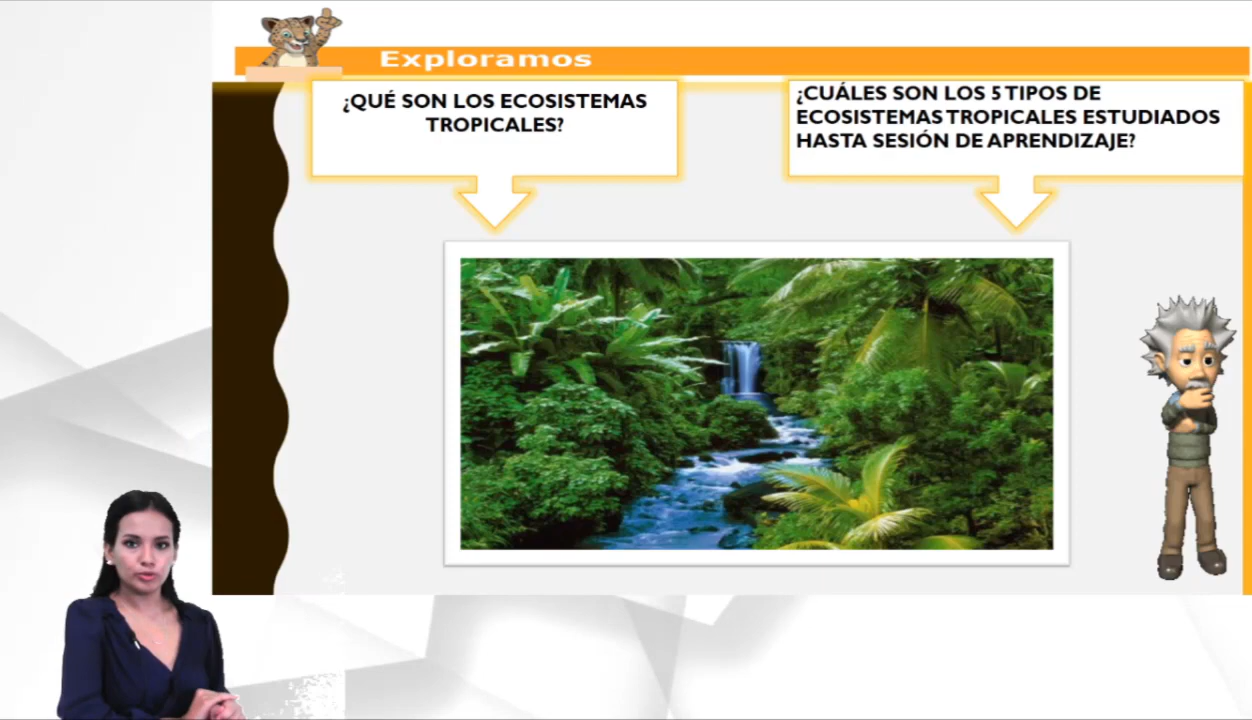 Exploramos
¿QUÉ SON LOS ECOSISTEMAS
TROPICALES?
¿CUÁLES SON LOS 5 TIPOS DE
ECOSISTEMAS TROPICALES ESTUDIADOS
HASTA SESIÓN DE APRENDIZAJE?